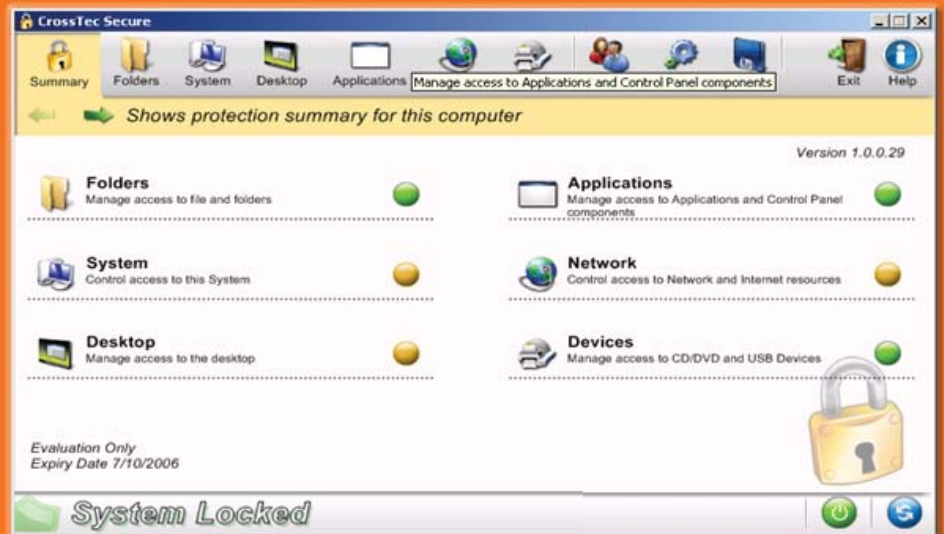 CrossTec Secure
Summary
Folders
System
Desktop
Applications
Manage access to Applications and Control Panel components
Exit
Help
Shows protection summary for this computer
Version 1.0.0.29
Folders
Manage access to file and folders
Applications
Manage access to Applications and Control Panel
components
System
Control access to this System
Network
Control access to Network and Internet resources
Desktop
Manage access to the desktop
Devices
Manage access to CD/DVD and USB Devices
Evaluation Only
Expiry Date 7/10/2006
System Locked